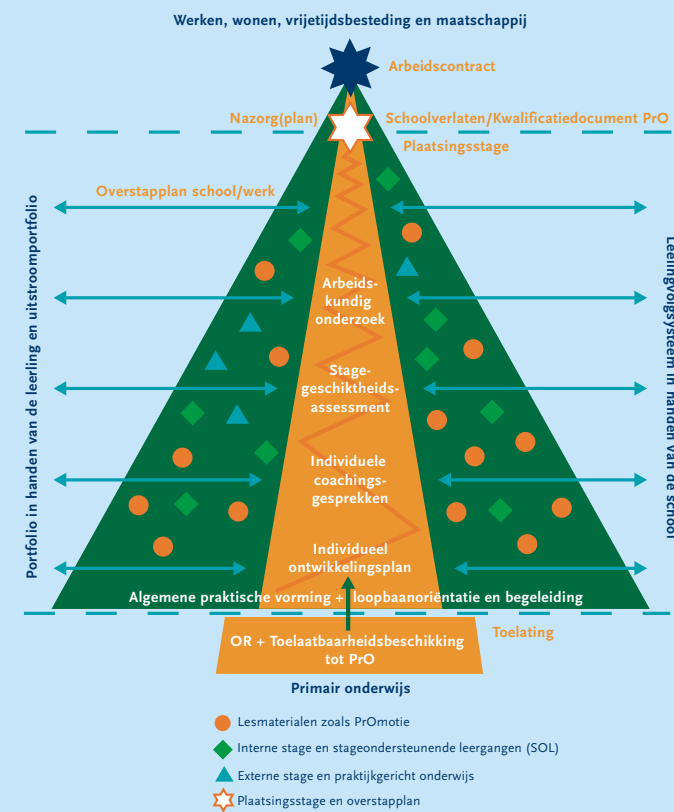 Werken, wonen, vrijetijdsbesteding en maatschappij
Arbeidscontract
Nazorg(plan)
Schoolverlaten/Kwalificatiedocument PrO
Plaatsingsstage
Overstapplan school/werk
Portfolio in handen van de leerling en uitstroomportfolio
Leerlingvolgsysteem in handen van de school
Arbeids-
kundig
onderzoek
Stage-
geschiktheids-
assessment
Individuele
coachings-
gesprekken
Individueel
ontwikkelingsplan
Algemene praktische vorming + loopbaanoriëntatie en begeleiding
Toelating
OR + Toelaatbaarheidsbeschikking
tot PrO
Primair onderwijs
Lesmaterialen zoals PrOmotie
Interne stage en stageondersteunende leergangen (SOL)
Externe stage en praktijkgericht onderwijs
Plaatsingsstage en overstapplan